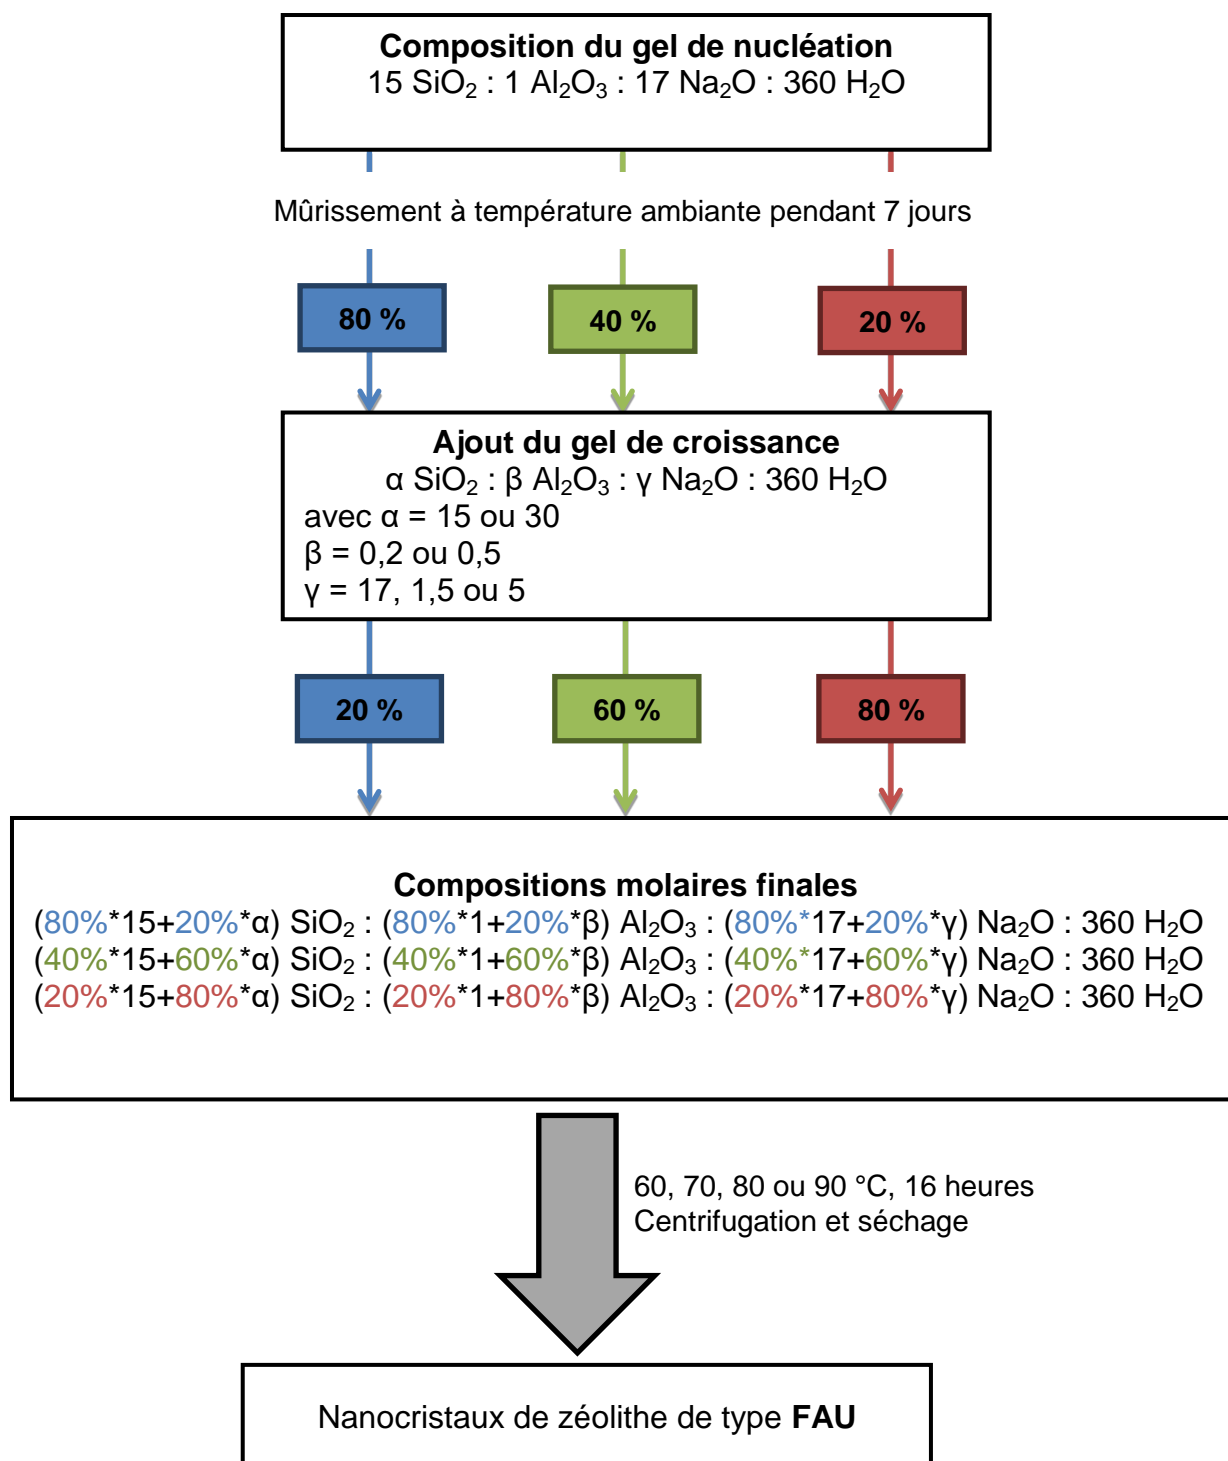 Composition du gel de nucléation
15 SiO₂ : 1 Al₂O₃ : 17 Na₂O : 360 H₂O
Mûrissement à température ambiante pendant 7 jours
80 % 40 % 20 %
Ajout du gel de croissance
α SiO₂ : β Al₂O₃ : γ Na₂O : 360 H₂O
avec α = 15 ou 30
β = 0,2 ou 0,5
γ = 17, 1,5 ou 5
20 % 60 % 80 %
Compositions molaires finales
(80%*15+20%*α) SiO₂ : (80%*1+20%*β) Al₂O₃ : (80%*17+20%*γ) Na₂O : 360 H₂O
(40%*15+60%*α) SiO₂ : (40%*1+60%*β) Al₂O₃ : (40%*17+60%*γ) Na₂O : 360 H₂O
(20%*15+80%*α) SiO₂ : (20%*1+80%*β) Al₂O₃ : (20%*17+80%*γ) Na₂O : 360 H₂O
60, 70, 80 ou 90 °C, 16 heures
Centrifugation et séchage
Nanocristaux de zéolithe de type FAU